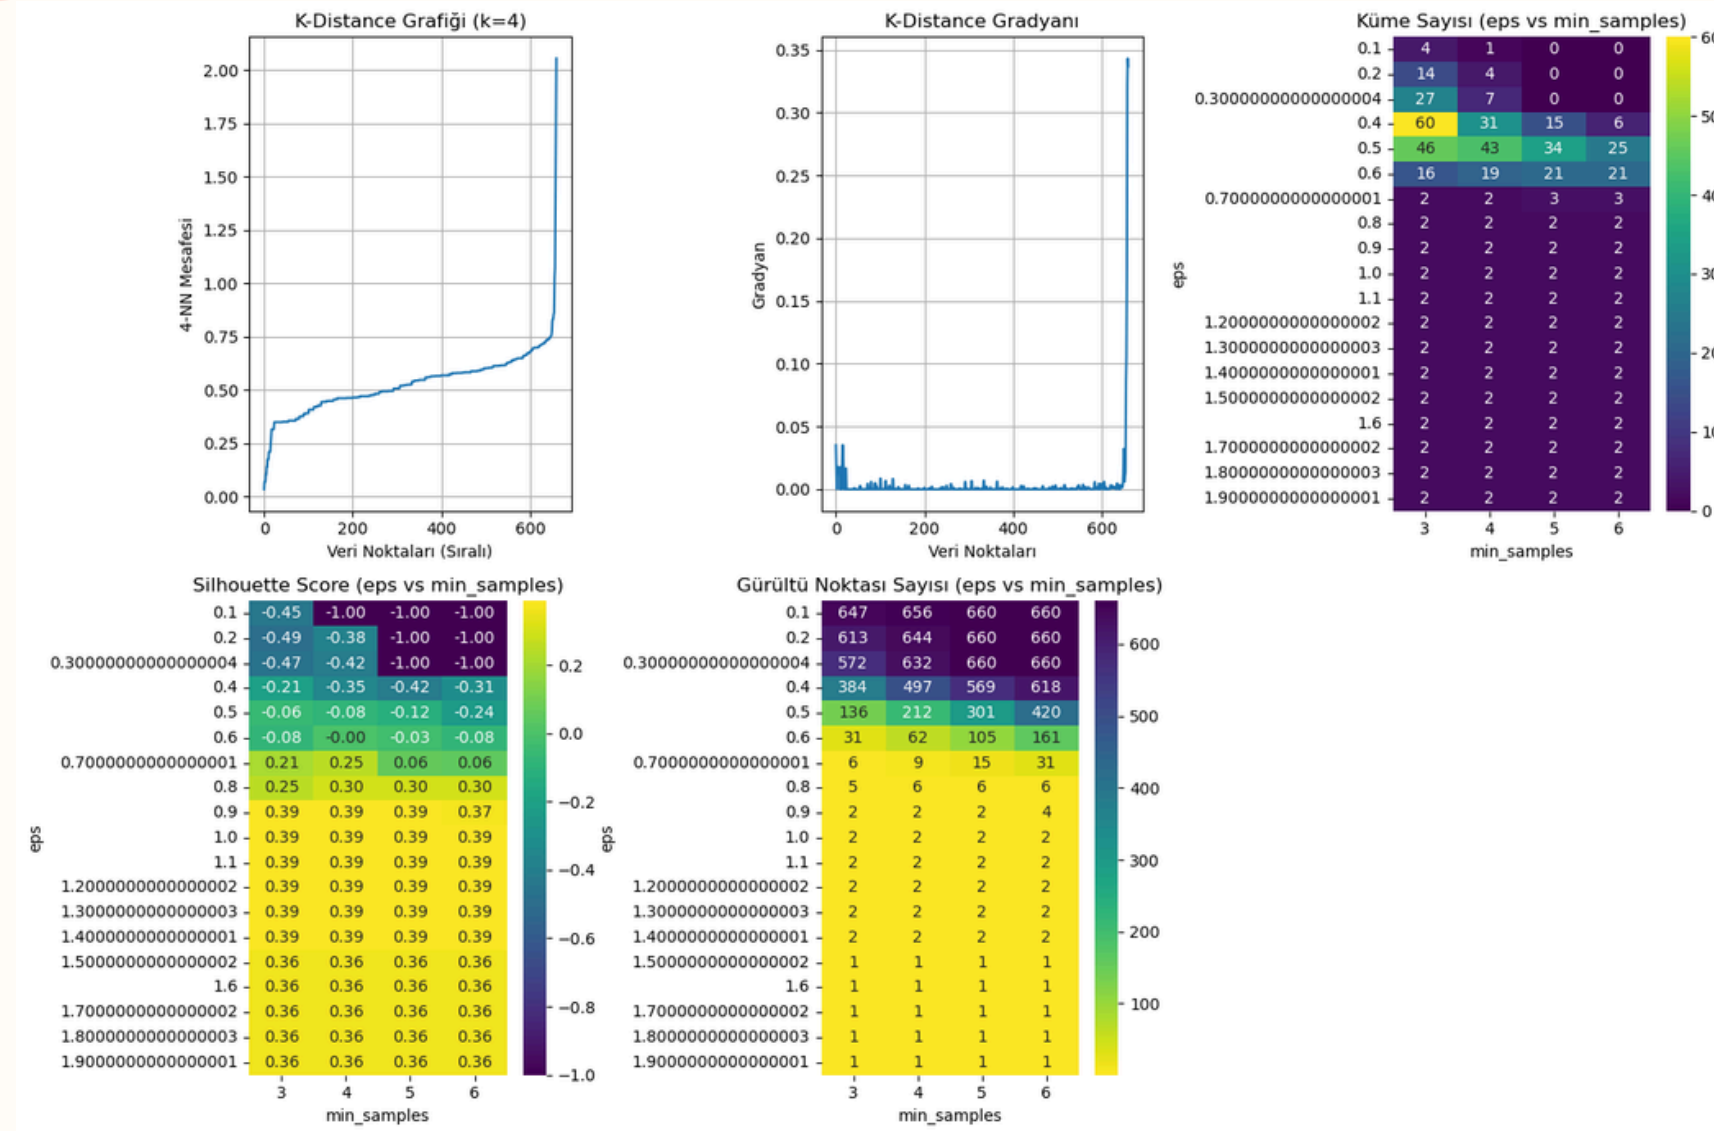 K-Distance Grafiği (k=4)
2.00
1.75
1.50
1.25
1.00
0.75
0.50
0.25
0.00
4-NN Mesafesi
0 200 400 600
Veri Noktaları (Sıralı)
K-Distance Gradyanı
0.35
0.30
0.25
0.20
0.15
0.10
0.05
0.00
Gradyan
0 200 400 600
Veri Noktaları
Küme Sayısı (eps vs min_samples)
0.1 4 1 0 0
0.2 14 4 0 0
0.30000000000000004 27 7 0 0
0.4 60 31 15 6
0.5 46 43 34 25
0.6 16 19 21 21
0.7000000000000001 2 2 3 3
0.8 2 2 2 2
0.9 2 2 2 2
1.0 2 2 2 2
1.1 2 2 2 2
1.2000000000000002 2 2 2 2
1.3000000000000003 2 2 2 2
1.4000000000000001 2 2 2 2
1.5000000000000002 2 2 2 2
1.6 2 2 2 2
1.7000000000000002 2 2 2 2
1.8000000000000003 2 2 2 2
1.9000000000000001 2 2 2 2
eps
3 4 5 6
min_samples
0
10
Silhouette Score (eps vs min_samples)
0.1 -0.45 -1.00 -1.00 -1.00
0.2 -0.49 -0.38 -1.00 -1.00
0.30000000000000004 -0.47 -0.42 -1.00 -1.00
0.4 -0.21 -0.35 -0.42 -0.31
0.5 -0.06 -0.08 -0.12 -0.24
0.6 -0.08 -0.00 -0.03 -0.08
0.7000000000000001 0.21 0.25 0.06 0.06
0.8 0.25 0.30 0.30 0.30
0.9 0.39 0.39 0.39 0.37
1.0 0.39 0.39 0.39 0.39
1.1 0.39 0.39 0.39 0.39
1.2000000000000002 0.39 0.39 0.39 0.39
1.3000000000000003 0.39 0.39 0.39 0.39
1.4000000000000001 0.39 0.39 0.39 0.39
1.5000000000000002 0.36 0.36 0.36 0.36
1.6 0.36 0.36 0.36 0.36
1.7000000000000002 0.36 0.36 0.36 0.36
1.8000000000000003 0.36 0.36 0.36 0.36
1.9000000000000001 0.36 0.36 0.36 0.36
eps
3 4 5 6
min_samples
0.2
0.0
−0.2
−0.4
−0.6
−0.8
−1.0
Gürültü Noktası Sayısı (eps vs min_samples)
0.1 647 656 660 660
0.2 613 644 660 660
0.30000000000000004 572 632 660 660
0.4 384 497 569 618
0.5 136 212 301 420
0.6 31 62 105 161
0.7000000000000001 6 9 15 31
0.8 5 6 6 6
0.9 2 2 2 4
1.0 2 2 2 2
1.1 2 2 2 2
1.2000000000000002 2 2 2 2
1.3000000000000003 2 2 2 2
1.4000000000000001 2 2 2 2
1.5000000000000002 1 1 1 1
1.6 1 1 1 1
1.7000000000000002 1 1 1 1
1.8000000000000003 1 1 1 1
1.9000000000000001 1 1 1 1
eps
3 4 5 6
min_samples
600
500
400
300
200
100